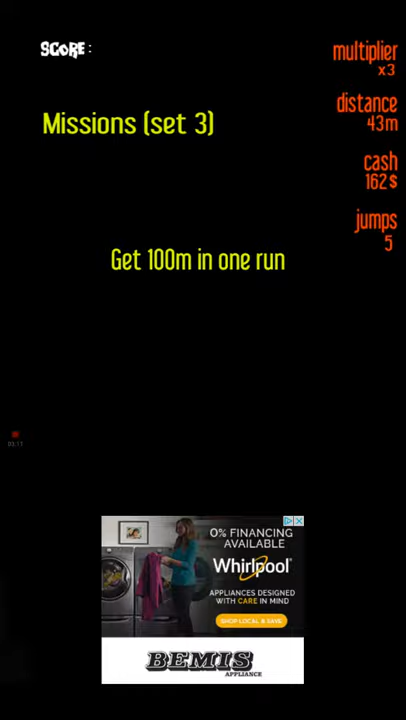 SCORE:
multiplier
x3
distance
43m
cash
162$
jumps
5
Missions (set 3)
Get 100m in one run
0% FINANCING
AVAILABLE
Whirlpool
APPLIANCES DESIGNED
WITH CARE IN MIND
SHOP LOCAL & SAVE
BEMIS
APPLIANCE